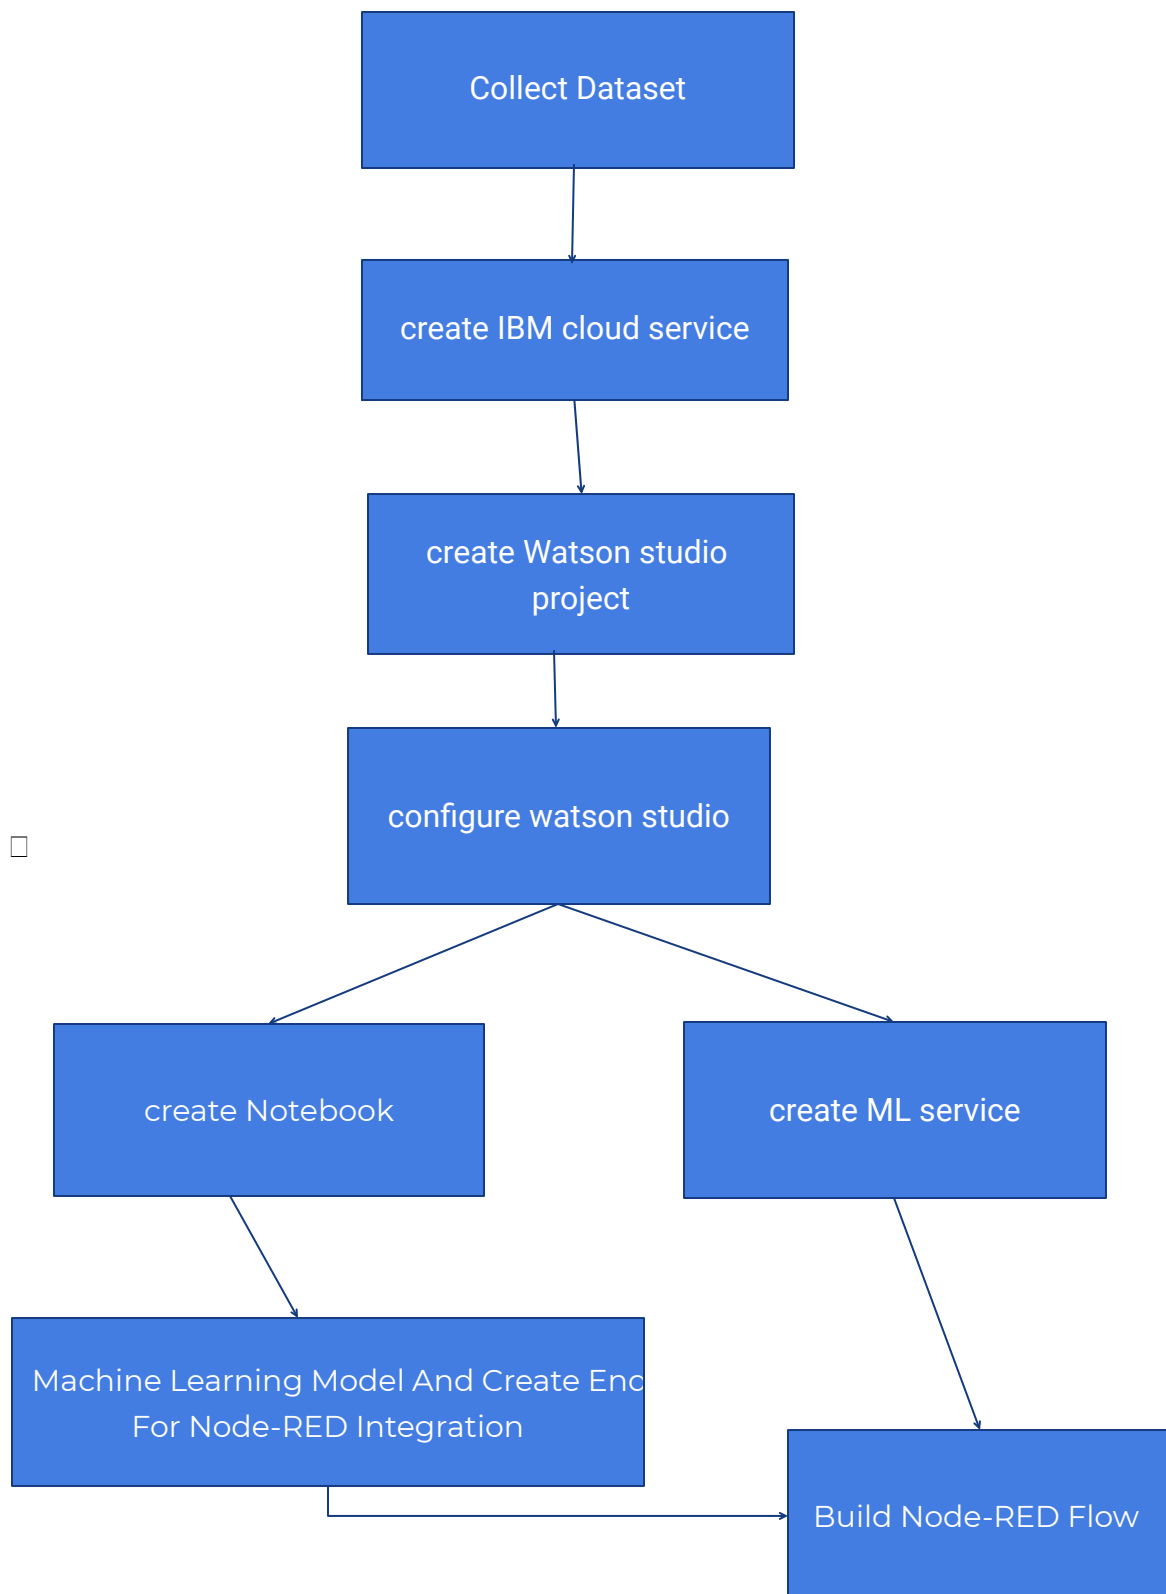 Collect Dataset
create IBM cloud service
create Watson studio
project
configure watson studio
create Notebook
create ML service
Machine Learning Model And Create
For Node-RED Integration
Build Node-RED Flow